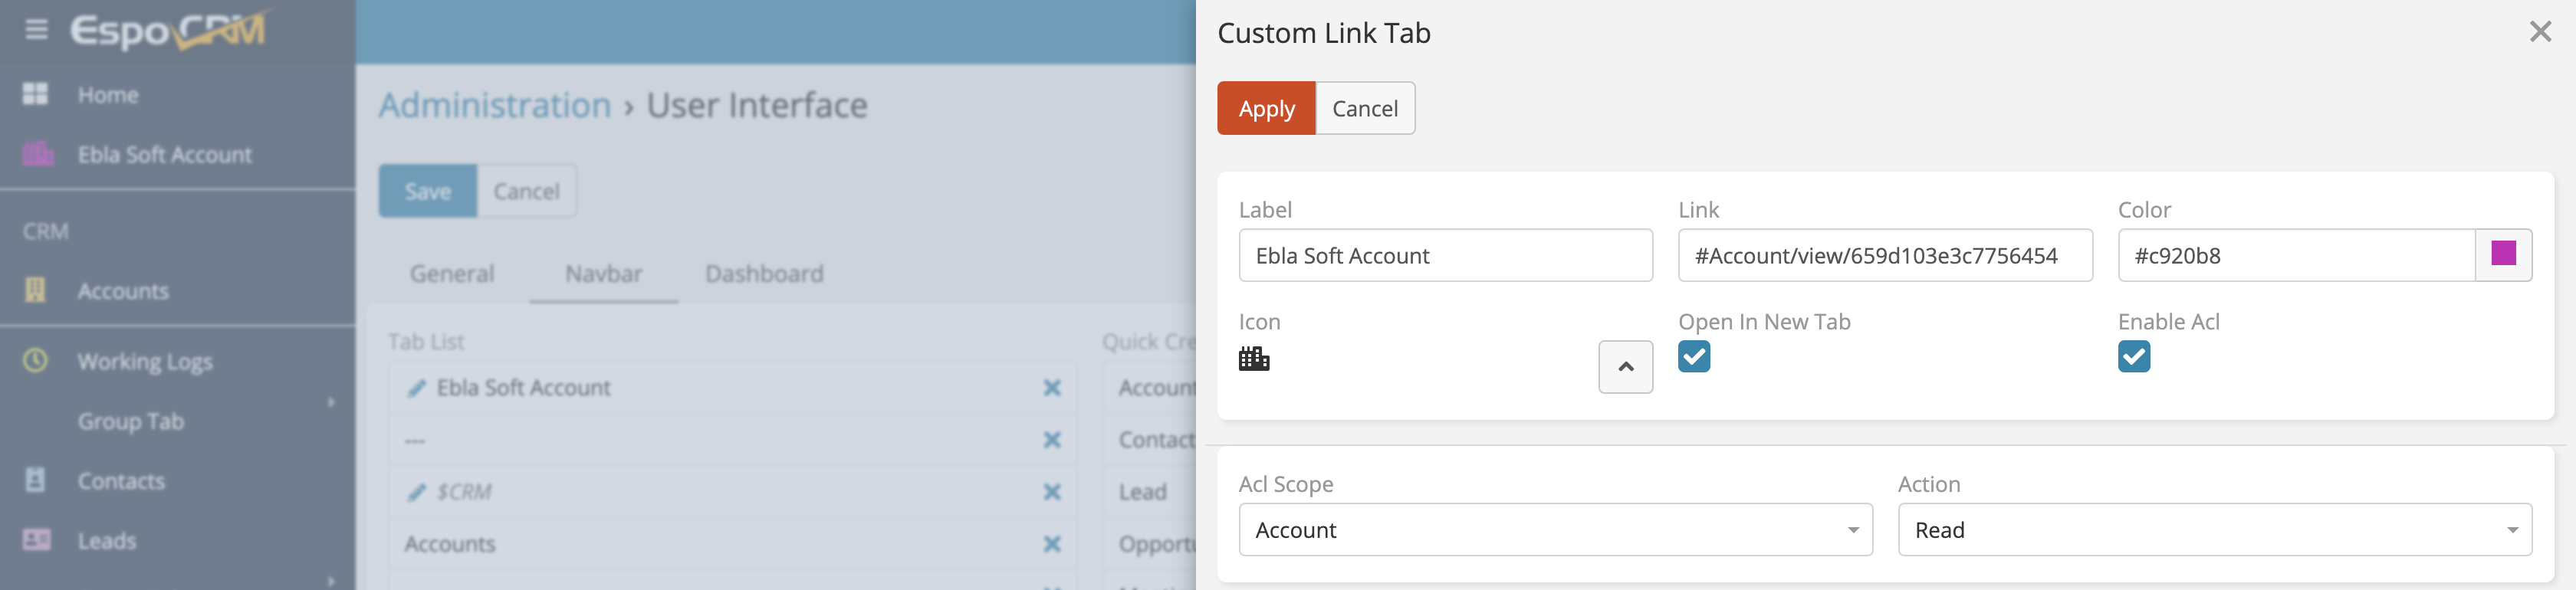 EspoCRM
Home
Ebla Soft Account
CRM
Accounts
Working Logs
Group Tab
Contacts
Leads
Administration › User Interface
Save Cancel
General Navbar Dashboard
Tab List
Ebla Soft Account
---
$CRM
Accounts
Quick Cre
Account
Contact
Lead
Opportu
Custom Link Tab
Apply Cancel
Label Link Color
Ebla Soft Account #Account/view/659d103e3c7756454 #c920b8
Icon Open In New Tab Enable Acl
Acl Scope Action
Account Read